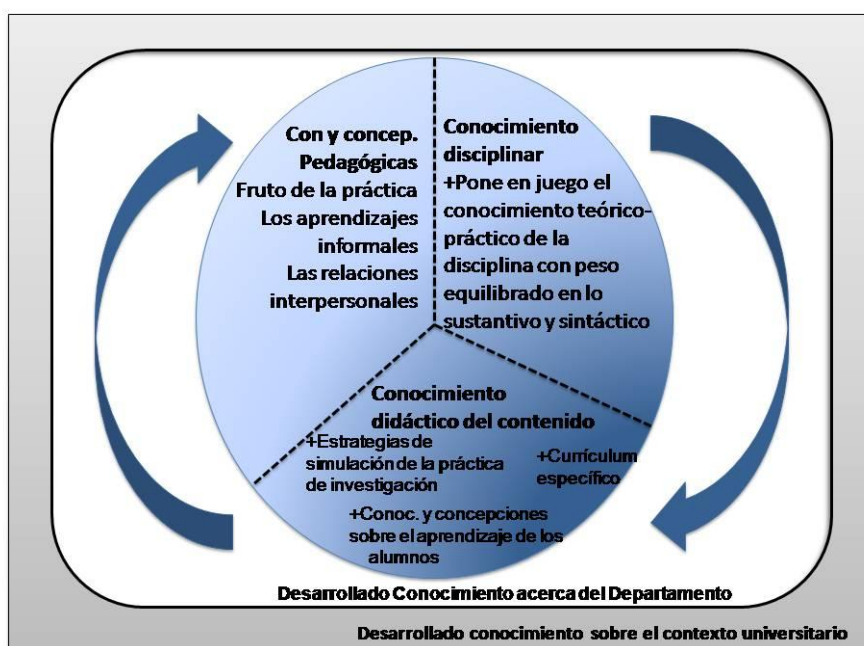 Con y concep.
Pedagógicas
Fruto de la práctica
Los aprendizajes
informales
Las relaciones
interpersonales
Conocimiento
disciplinar
+Pone en juego el
conocimiento teórico-
práctico de la
disciplina con peso
equilibrado en lo
sustantivo y sintáctico
Conocimiento
didáctico del contenido
+Estrategias de
simulación de la práctica
de investigación
+Currículum
específico
+Conoc. y concepciones
sobre el aprendizaje de los
alumnos
Desarrollado Conocimiento acerca del Departamento
Desarrollado conocimiento sobre el contexto universitario